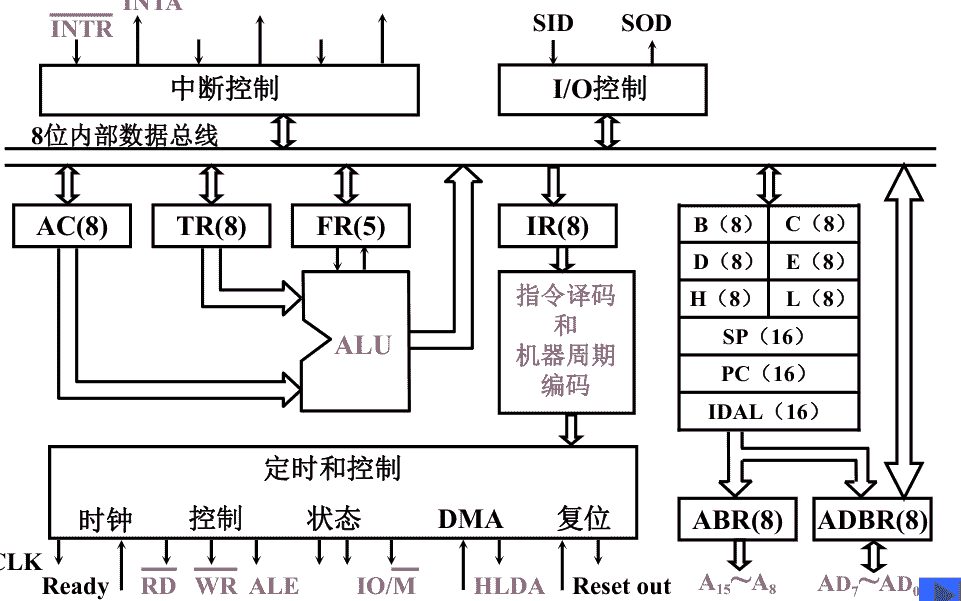 INTA
INTR
SID SOD
中断控制 I/O控制
8位内部数据总线
AC(8) TR(8) FR(5) IR(8)
B（8） C（8）
D（8） E（8）
H（8） L（8）
SP（16）
PC（16）
IDAL（16）
ALU
指令译码
和
机器周期
编码
定时和控制
时钟 控制 状态 DMA 复位
ABR(8) ADBR(8)
CLK
Ready RD WR ALE IO/M HLDA Reset out
A15～A8 AD7～AD0